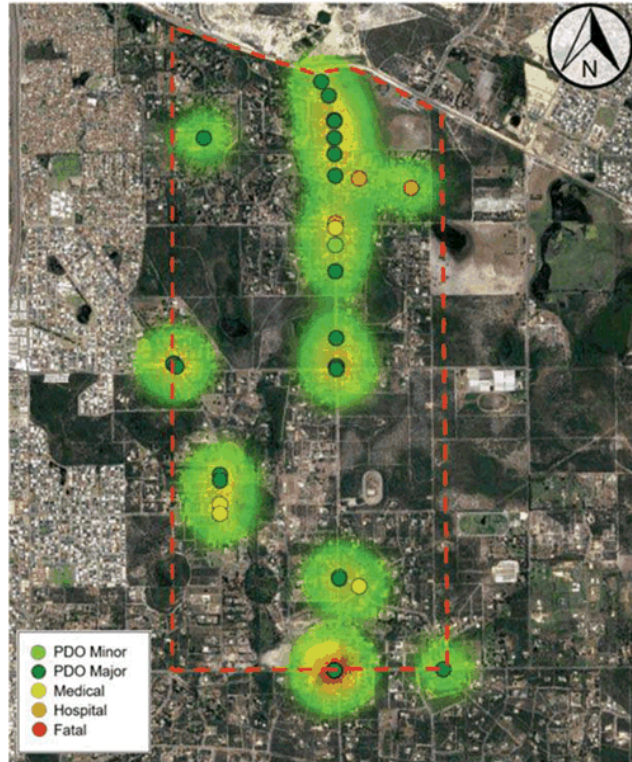 N
PDO Minor
PDO Major
Medical
Hospital
Fatal